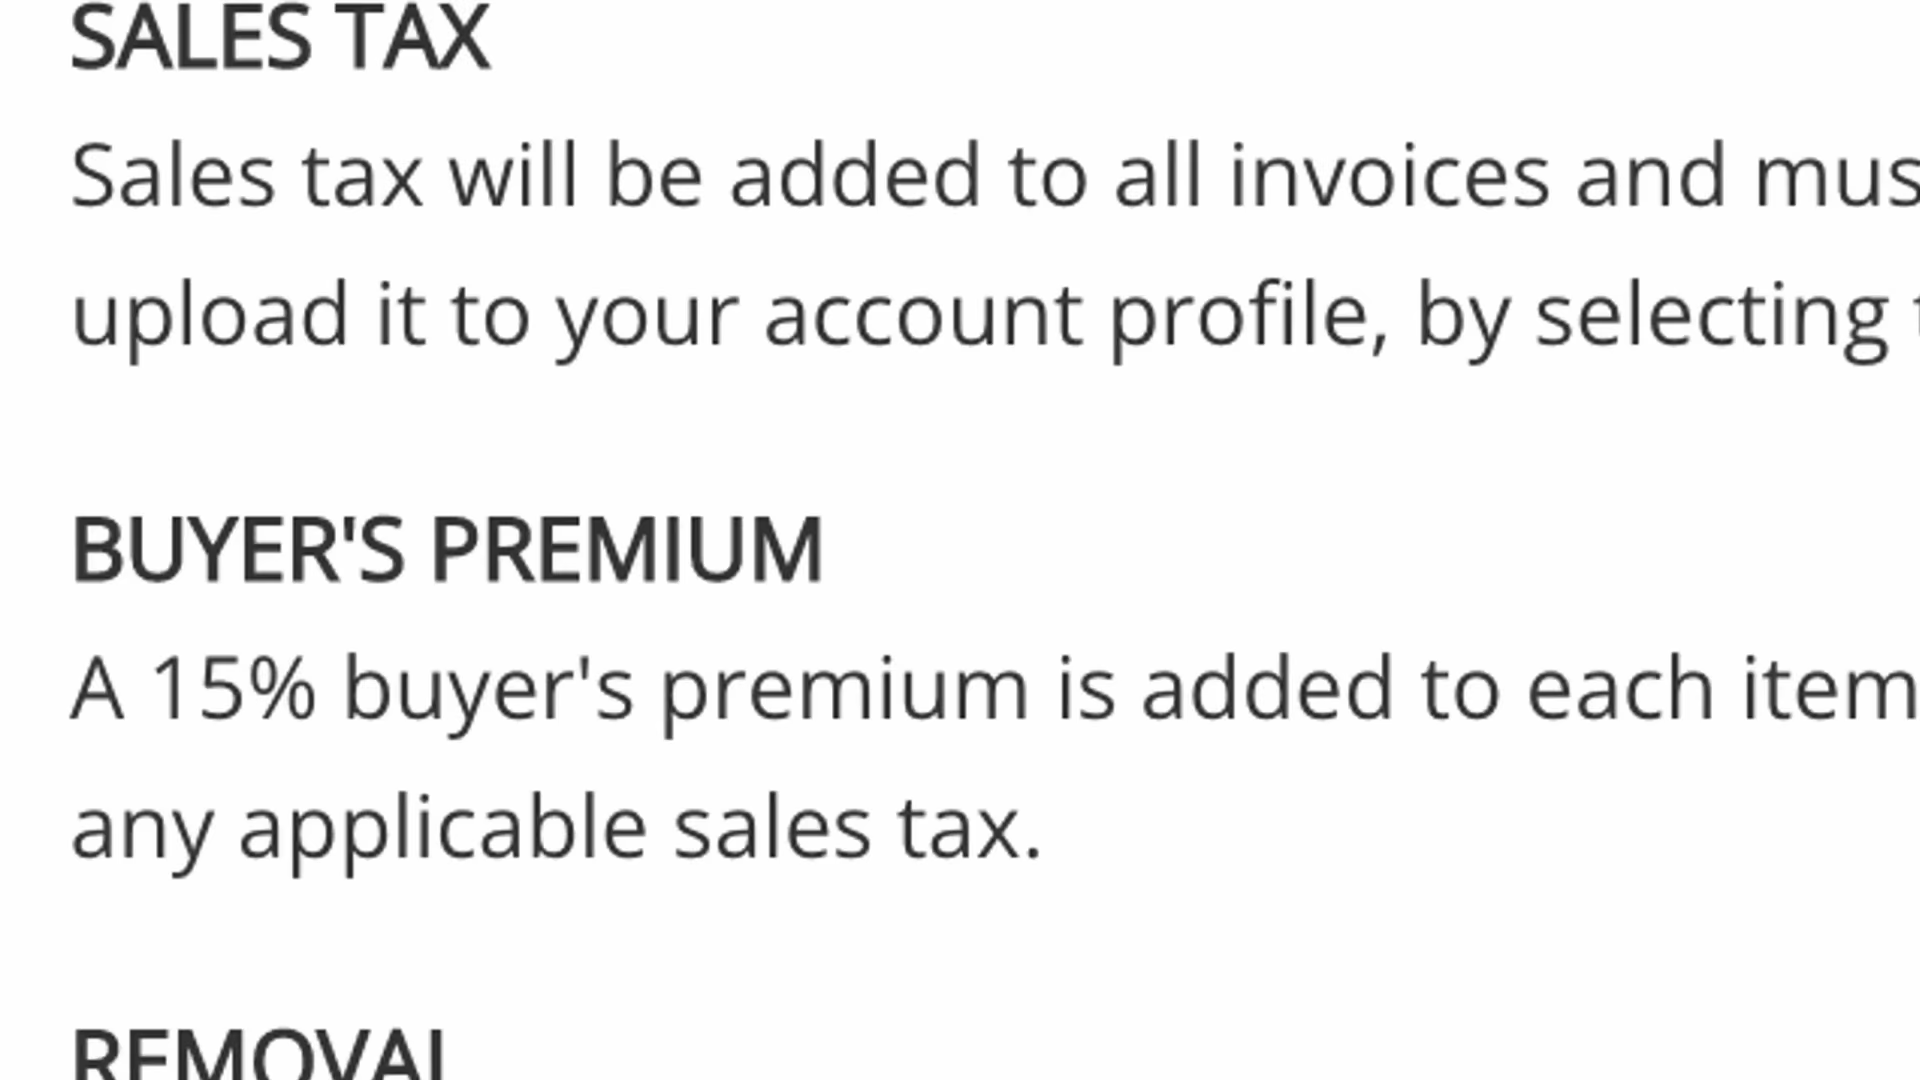 SALES TAX
Sales tax will be added to all invoices and
upload it to your account profile, by selecting
BUYER'S PREMIUM
A 15% buyer's premium is added to each item
any applicable sales tax.
REMOVAL